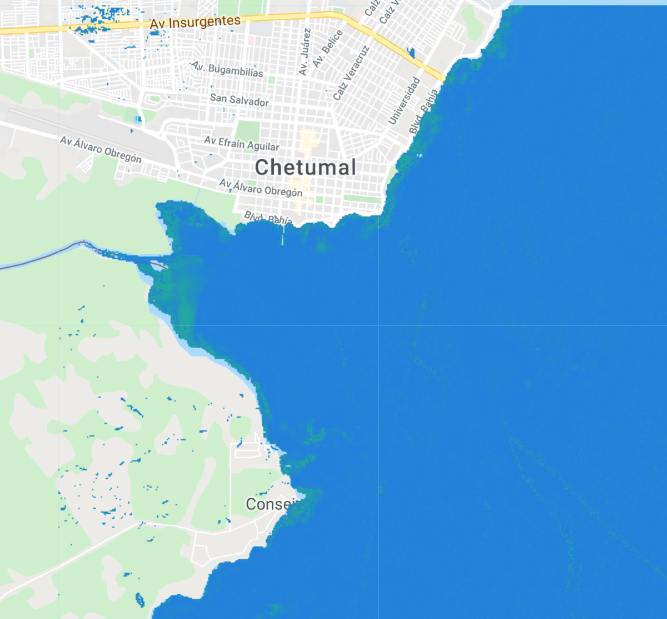 Calz
Calz V
Av Insurgentes
Av. Juárez
Av. Belice
Calz Veracruz
Av. Bugambilias
San Salvador
Universidad
Blvd. Bahía
Av Álvaro Obregón
Av Efraín Aguilar
Chetumal
Av Álvaro Obregón
Blvd. Bahía
Consej